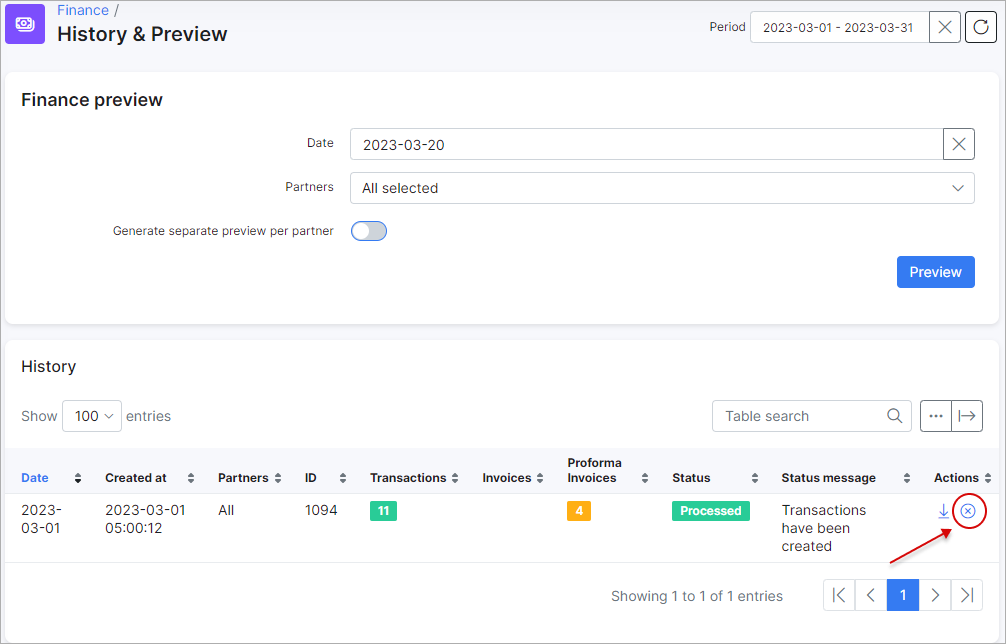 Finance /
History & Preview
Period 2023-03-01 - 2023-03-31
Finance preview
Date 2023-03-20
Partners All selected
Generate separate preview per partner
Preview
History
Show 100 entries Table search
Date Created at Partners ID Transactions Invoices Proforma Invoices Status Status message Actions
2023-03-01 2023-03-01 05:00:12 All 1094 11 4 Processed Transactions have been created
Showing 1 to 1 of 1 entries 1